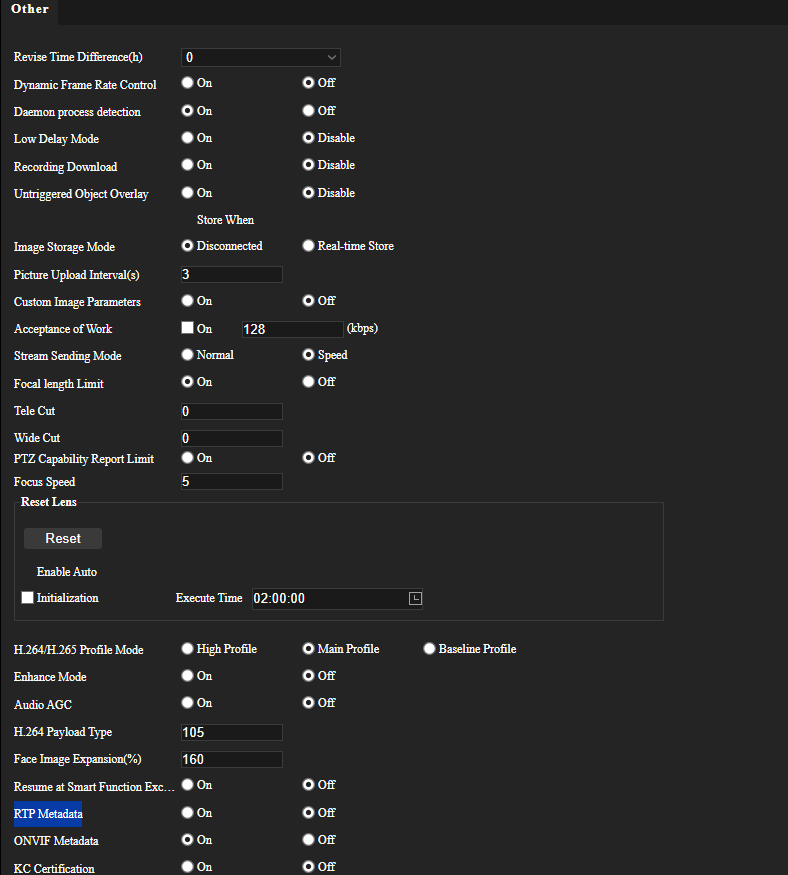 Other
Revise Time Difference(h) 0
Dynamic Frame Rate Control On Off
Daemon process detection On Off
Low Delay Mode On Disable
Recording Download On Disable
Untriggered Object Overlay On Disable
Store When
Image Storage Mode Disconnected Real-time Store
Picture Upload Interval(s) 3
Custom Image Parameters On Off
Acceptance of Work On 128 (kbps)
Stream Sending Mode Normal Speed
Focal length Limit On Off
Tele Cut 0
Wide Cut 0
PTZ Capability Report Limit On Off
Focus Speed 5
Reset Lens
Reset
Enable Auto
Initialization Execute Time 02:00:00
H.264/H.265 Profile Mode High Profile Main Profile Baseline Profile
Enhance Mode On Off
Audio AGC On Off
H.264 Payload Type 105
Face Image Expansion(%) 160
Resume at Smart Function Exc… On Off
RTP Metadata On Off
ONVIF Metadata On Off
KC Certification On Off